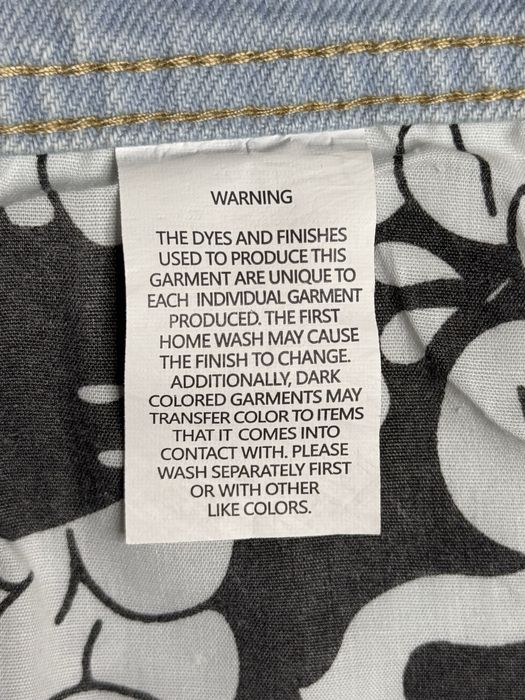 WARNING
THE DYES AND FINISHES
USED TO PRODUCE THIS
GARMENT ARE UNIQUE TO
EACH INDIVIDUAL GARMENT
PRODUCED. THE FIRST
HOME WASH MAY CAUSE
THE FINISH TO CHANGE.
ADDITIONALLY, DARK
COLORED GARMENTS MAY
TRANSFER COLOR TO ITEMS
THAT IT COMES INTO
CONTACT WITH. PLEASE
WASH SEPARATELY FIRST
OR WITH OTHER
LIKE COLORS.